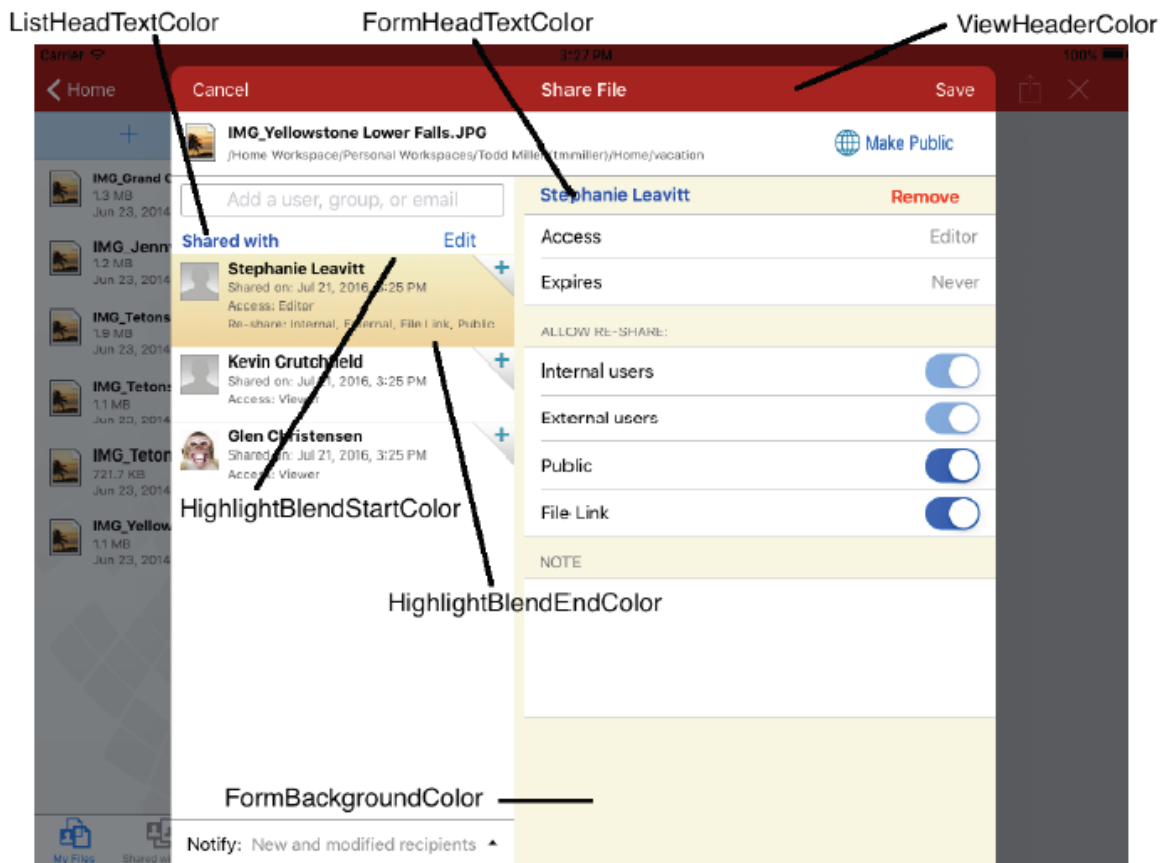 ListHeadTextColor
FormHeadTextColor
ViewHeaderColor
Carrier
3:27 PM
100%
Home
Cancel
Share File
Save
IMG_Yellowstone Lower Falls.JPG
/Home Workspace/Personal Workspaces/Todd Miller (tmmiller)/Home/vacation
Make Public
+
IMG_Grand C
1.3 MB
Jun 23, 2014
IMG_Jenn
1.2 MB
Jun 23, 2014
IMG_Tetons
1.9 MB
Jun 23, 2014
IMG_Tetons
1.1 MB
Jun 23, 2014
IMG_Teton
721.7 KB
Jun 23, 2014
IMG_Yellow
1.1 MB
Jun 23, 2014
Add a user, group, or email
Shared with
Edit
Stephanie Leavitt
Shared on: Jul 21, 2016, 3:25 PM
Access: Editor
Re-share: Internal, External, File Link, Public
Kevin Crutchfield
Shared on: Jul 21, 2016, 3:25 PM
Access: Viewer
Glen Christensen
Shared on: Jul 21, 2016, 3:25 PM
Access: Viewer
HighlightBlendStartColor
HighlightBlendEndColor
FormBackgroundColor
Notify: New and modified recipients
Stephanie Leavitt
Remove
Access
Editor
Expires
Never
ALLOW RE-SHARE:
Internal users
External users
Public
File Link
NOTE
My Files
Shared wi